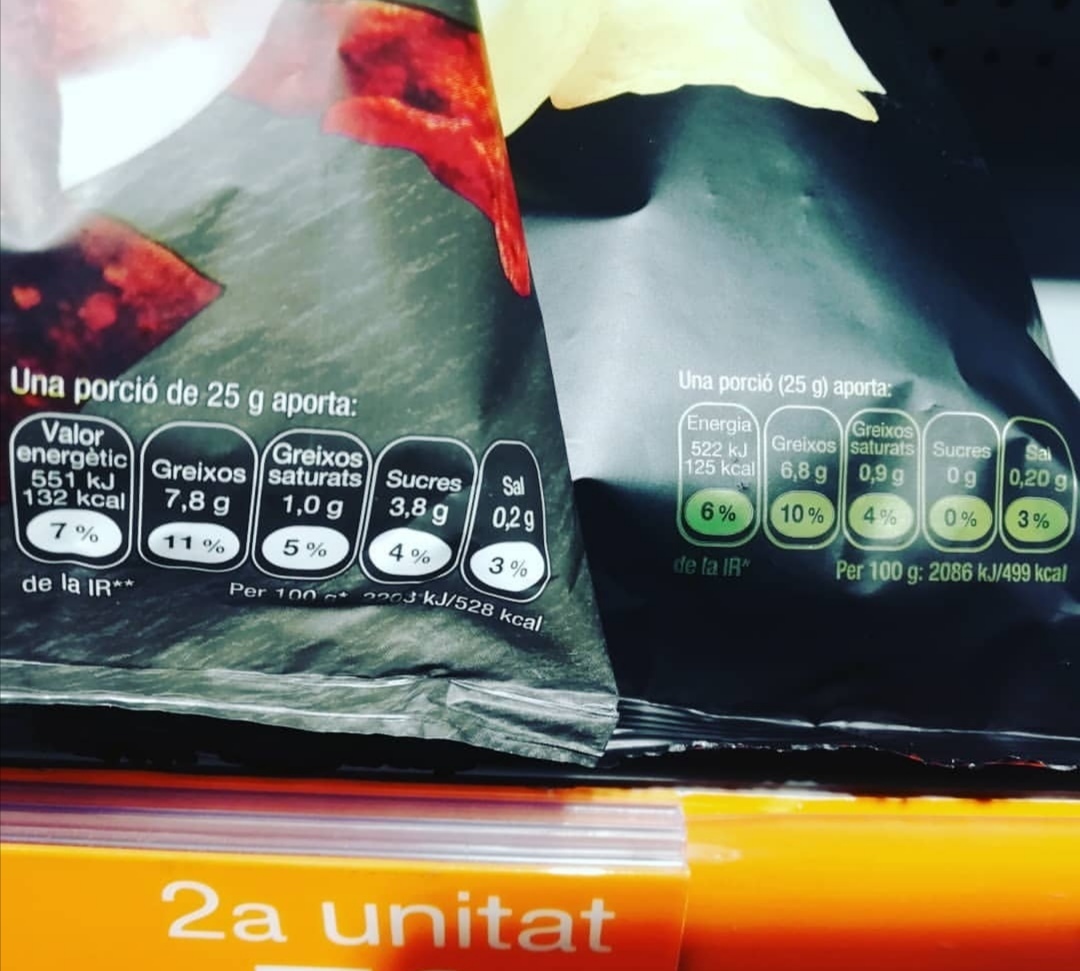 Una porció de 25 g aporta:
Valor
energètic
551 kJ
132 kcal
7 %
Greixos
7,8 g
11 %
Greixos
saturats
1,0 g
5 %
Sucres
3,8 g
4 %
Sal
0,2 g
3 %
de la IR**
Per 100 g* 2203 kJ/528 kcal
Una porció (25 g) aporta:
Energia
522 kJ
125 kcal
6%
Greixos
6,8 g
10%
Greixos
saturats
0,9 g
4%
Sucres
0 g
0%
Sal
0,20 g
3%
de la IR*
Per 100 g: 2086 kJ/499 kcal
2a unitat